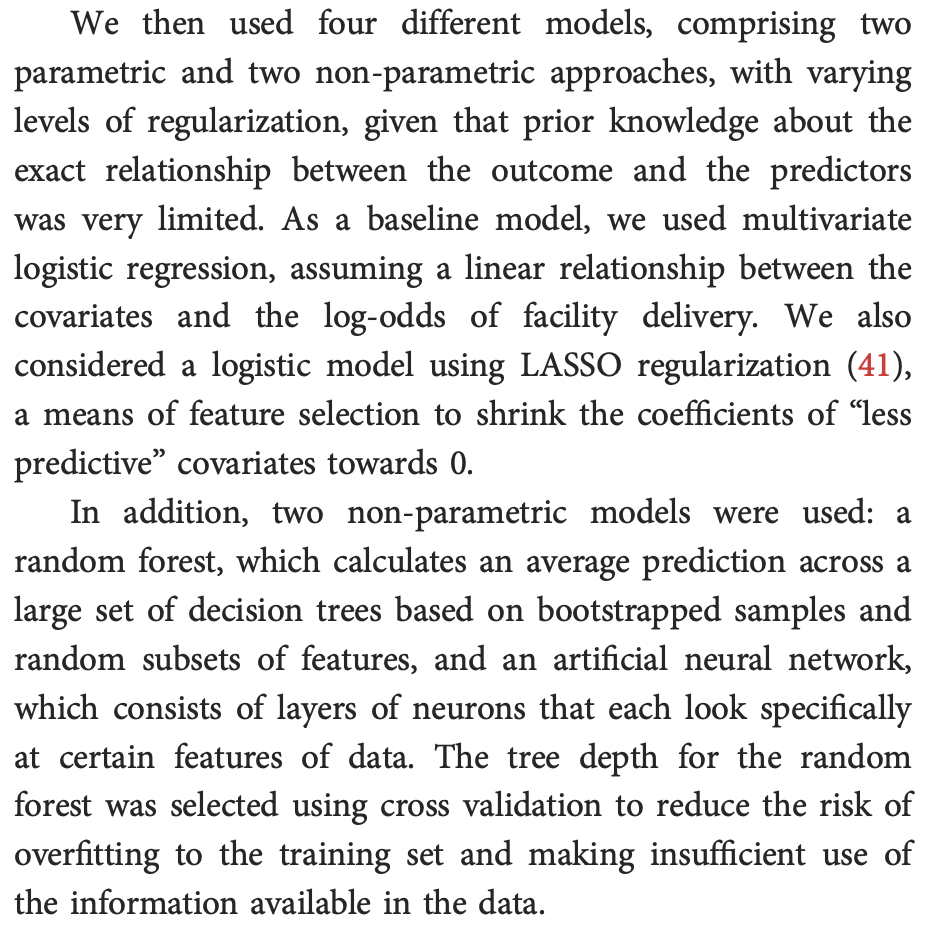 We then used four different models, comprising two
parametric and two non-parametric approaches, with varying
levels of regularization, given that prior knowledge about the
exact relationship between the outcome and the predictors
was very limited. As a baseline model, we used multivariate
logistic regression, assuming a linear relationship between the
covariates and the log-odds of facility delivery. We also
considered a logistic model using LASSO regularization (41),
a means of feature selection to shrink the coefficients of “less
predictive” covariates towards 0.
In addition, two non-parametric models were used: a
random forest, which calculates an average prediction across a
large set of decision trees based on bootstrapped samples and
random subsets of features, and an artificial neural network,
which consists of layers of neurons that each look specifically
at certain features of data. The tree depth for the random
forest was selected using cross validation to reduce the risk of
overfitting to the training set and making insufficient use of
the information available in the data.